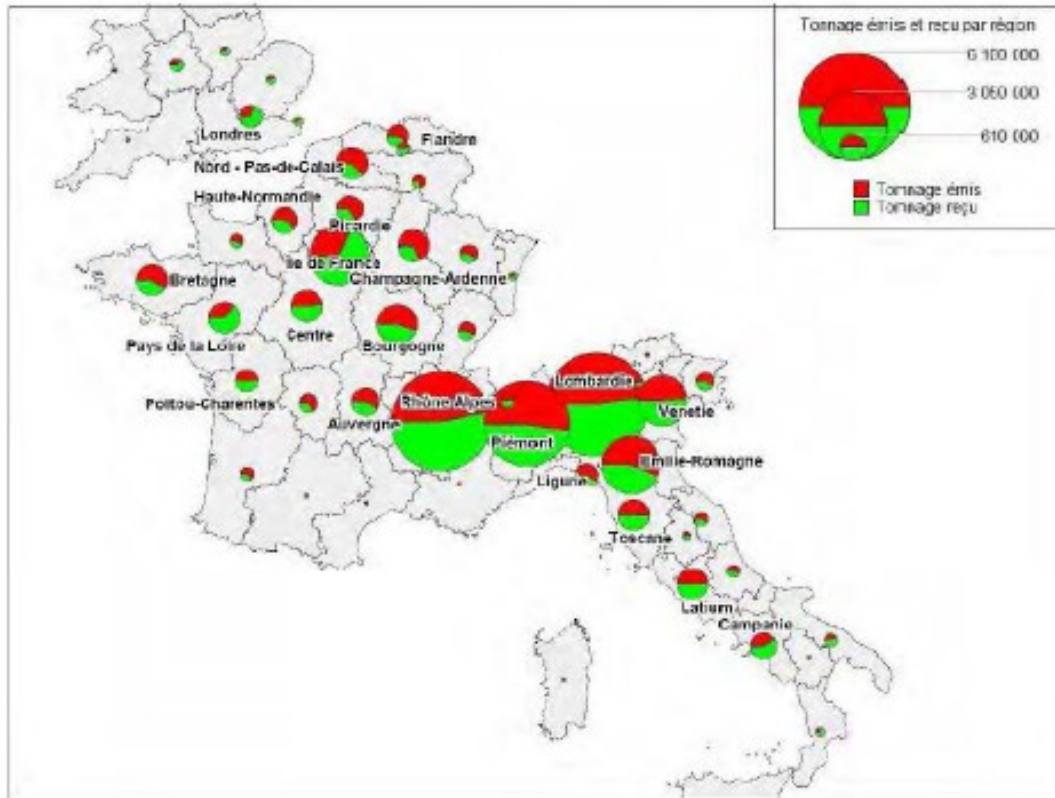 Tonnage émis et reçu par région
6 100 000
3 050 000
610 000
Tonnage émis
Tonnage reçu
Londres
Flandre
Nord - Pas-de-Calais
Haute-Normandie
Picardie
Ile de France
Champagne-Ardenne
Bretagne
Centre
Pays de la Loire
Bourgogne
Poitou-Charentes
Auvergne
Rhône Alpes
Lombardie
Piémont
Venetie
Emilie-Romagne
Ligurie
Toscane
Latium
Campanie